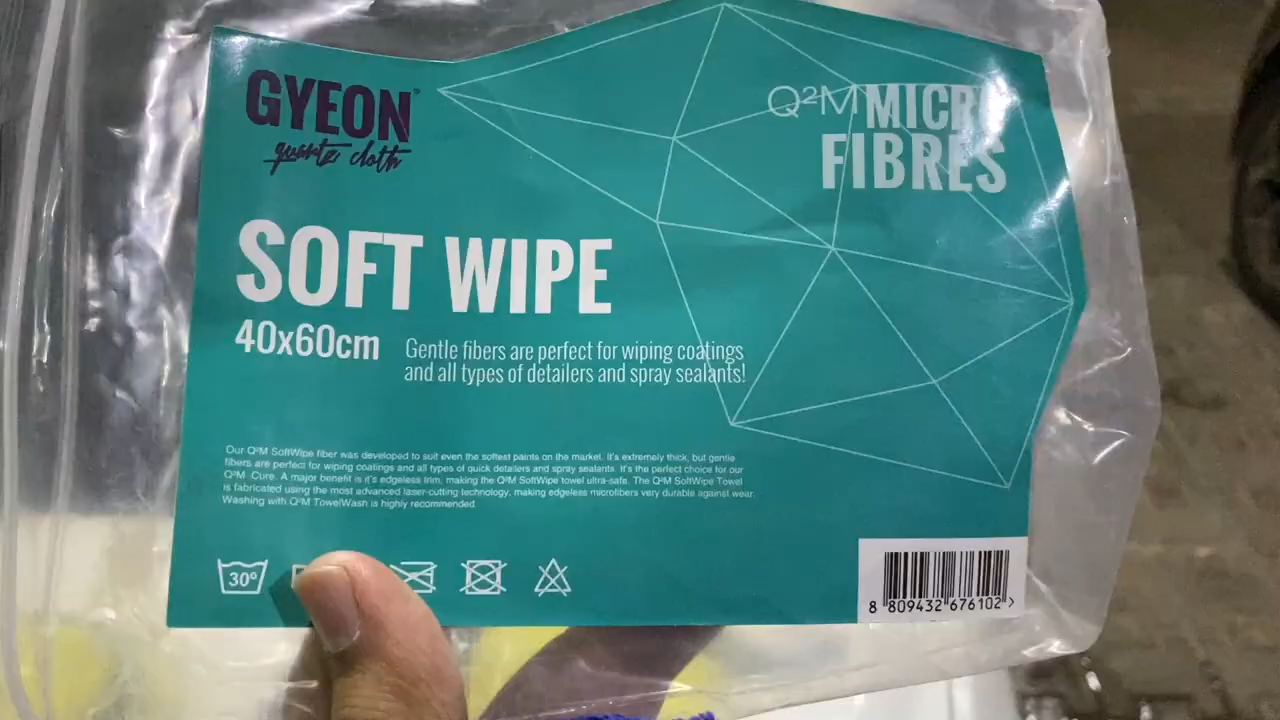 GYEON®
quartz cloth
Q²M MICRO
FIBRES
SOFT WIPE
40x60cm
Gentle fibers are perfect for wiping coatings
and all types of detailers and spray sealants!
Our Q²M SoftWipe fiber was developed to suit even the softest paints on the market. It's extremely thick, but gentle
fibers are perfect for wiping coatings and all types of quick detailers and spray sealants. It's the perfect choice for our
Q²M Cure. A major benefit is it's edgeless trim, making the Q²M SoftWipe towel ultra-safe. The Q²M SoftWipe Towel
is fabricated using the most advanced laser-cutting technology, making edgeless microfibers very durable against wear.
Washing with Q²M TowelWash is highly recommended.
30°
8 809432 676102 >